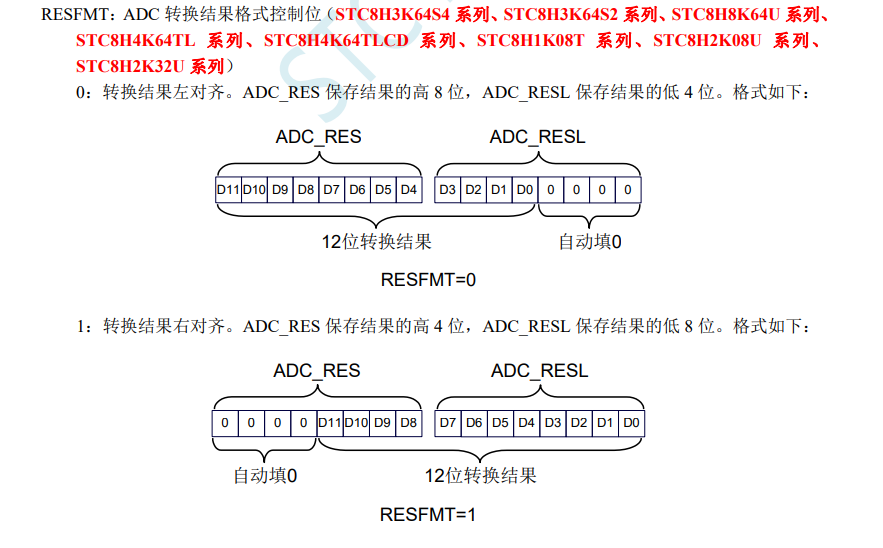 RESFMT：ADC 转换结果格式控制位（STC8H3K64S4 系列、STC8H3K64S2 系列、STC8H8K64U 系列、
STC8H4K64TL 系列、STC8H4K64TLCD 系列、STC8H1K08T 系列、STC8H2K08U 系列、
STC8H2K32U 系列）
0：转换结果左对齐。ADC_RES 保存结果的高 8 位，ADC_RESL 保存结果的低 4 位。格式如下：
ADC_RES ADC_RESL
D11 D10 D9 D8 D7 D6 D5 D4 D3 D2 D1 D0 0 0 0 0
12位转换结果 自动填0
RESFMT=0
1：转换结果右对齐。ADC_RES 保存结果的高 4 位，ADC_RESL 保存结果的低 8 位。格式如下：
ADC_RES ADC_RESL
0 0 0 0 D11 D10 D9 D8 D7 D6 D5 D4 D3 D2 D1 D0
自动填0 12位转换结果
RESFMT=1